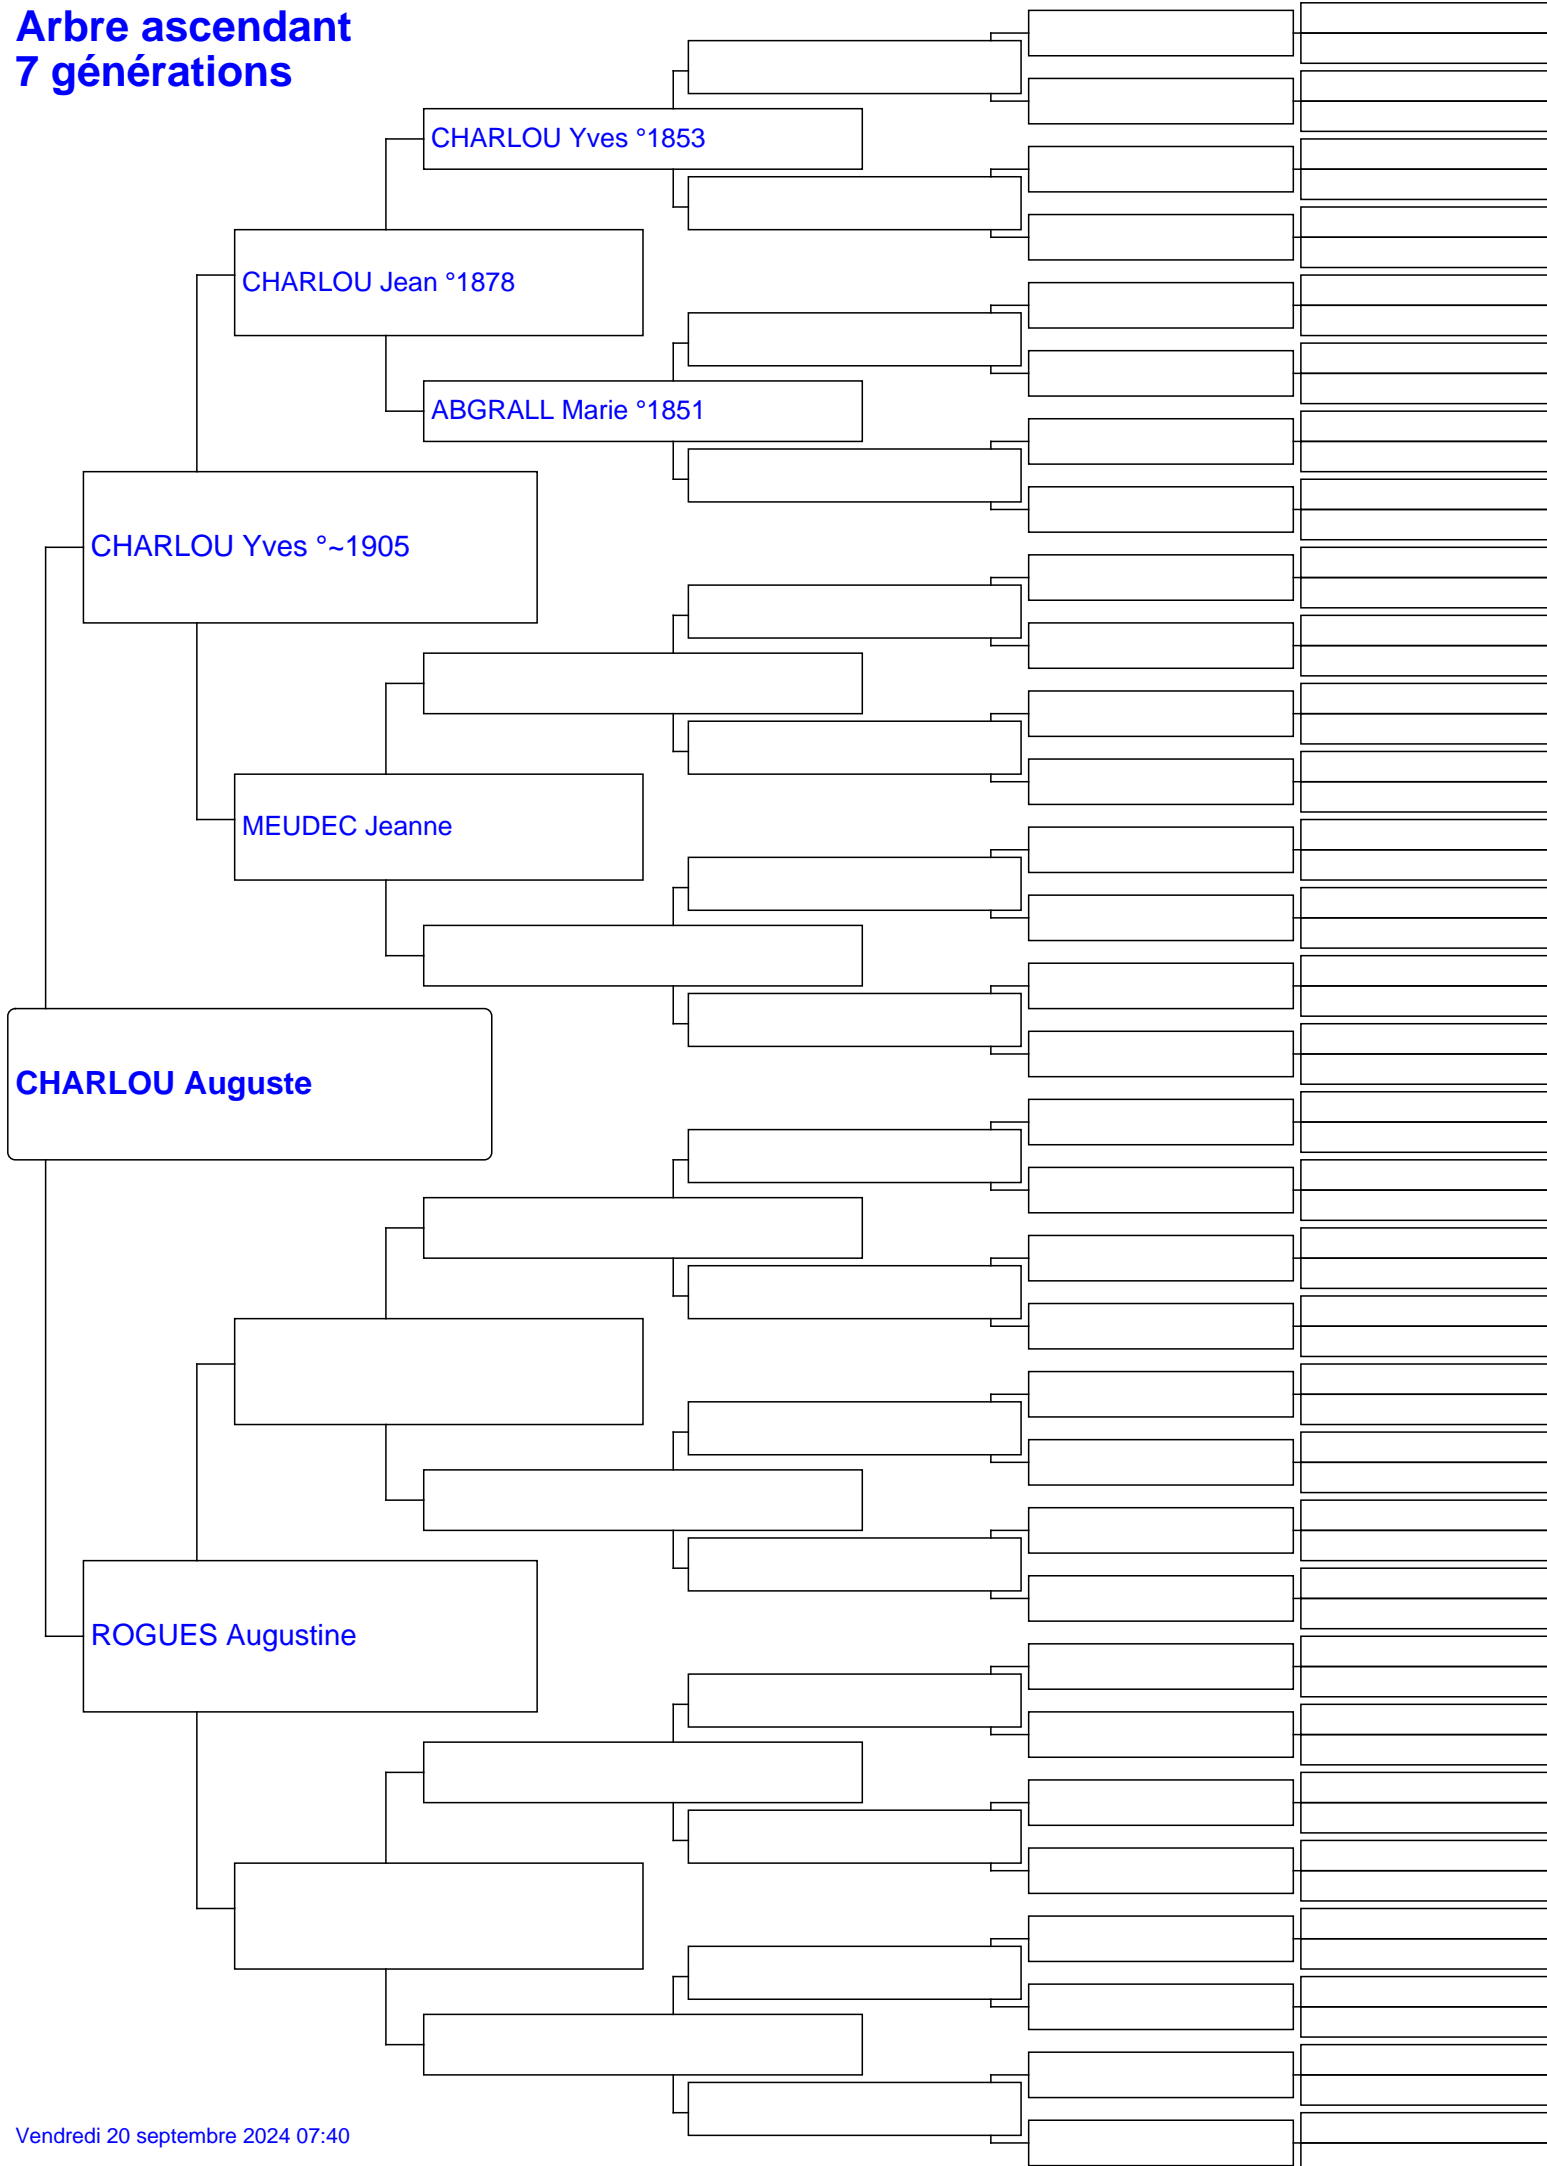 Arbre ascendant
7 générations
CHARLOU Yves °1853
CHARLOU Jean °1878
ABGRALL Marie °1851
CHARLOU Yves °~1905
MEUDEC Jeanne
CHARLOU Auguste
ROGUES Augustine
Vendredi 20 septembre 2024 07:40